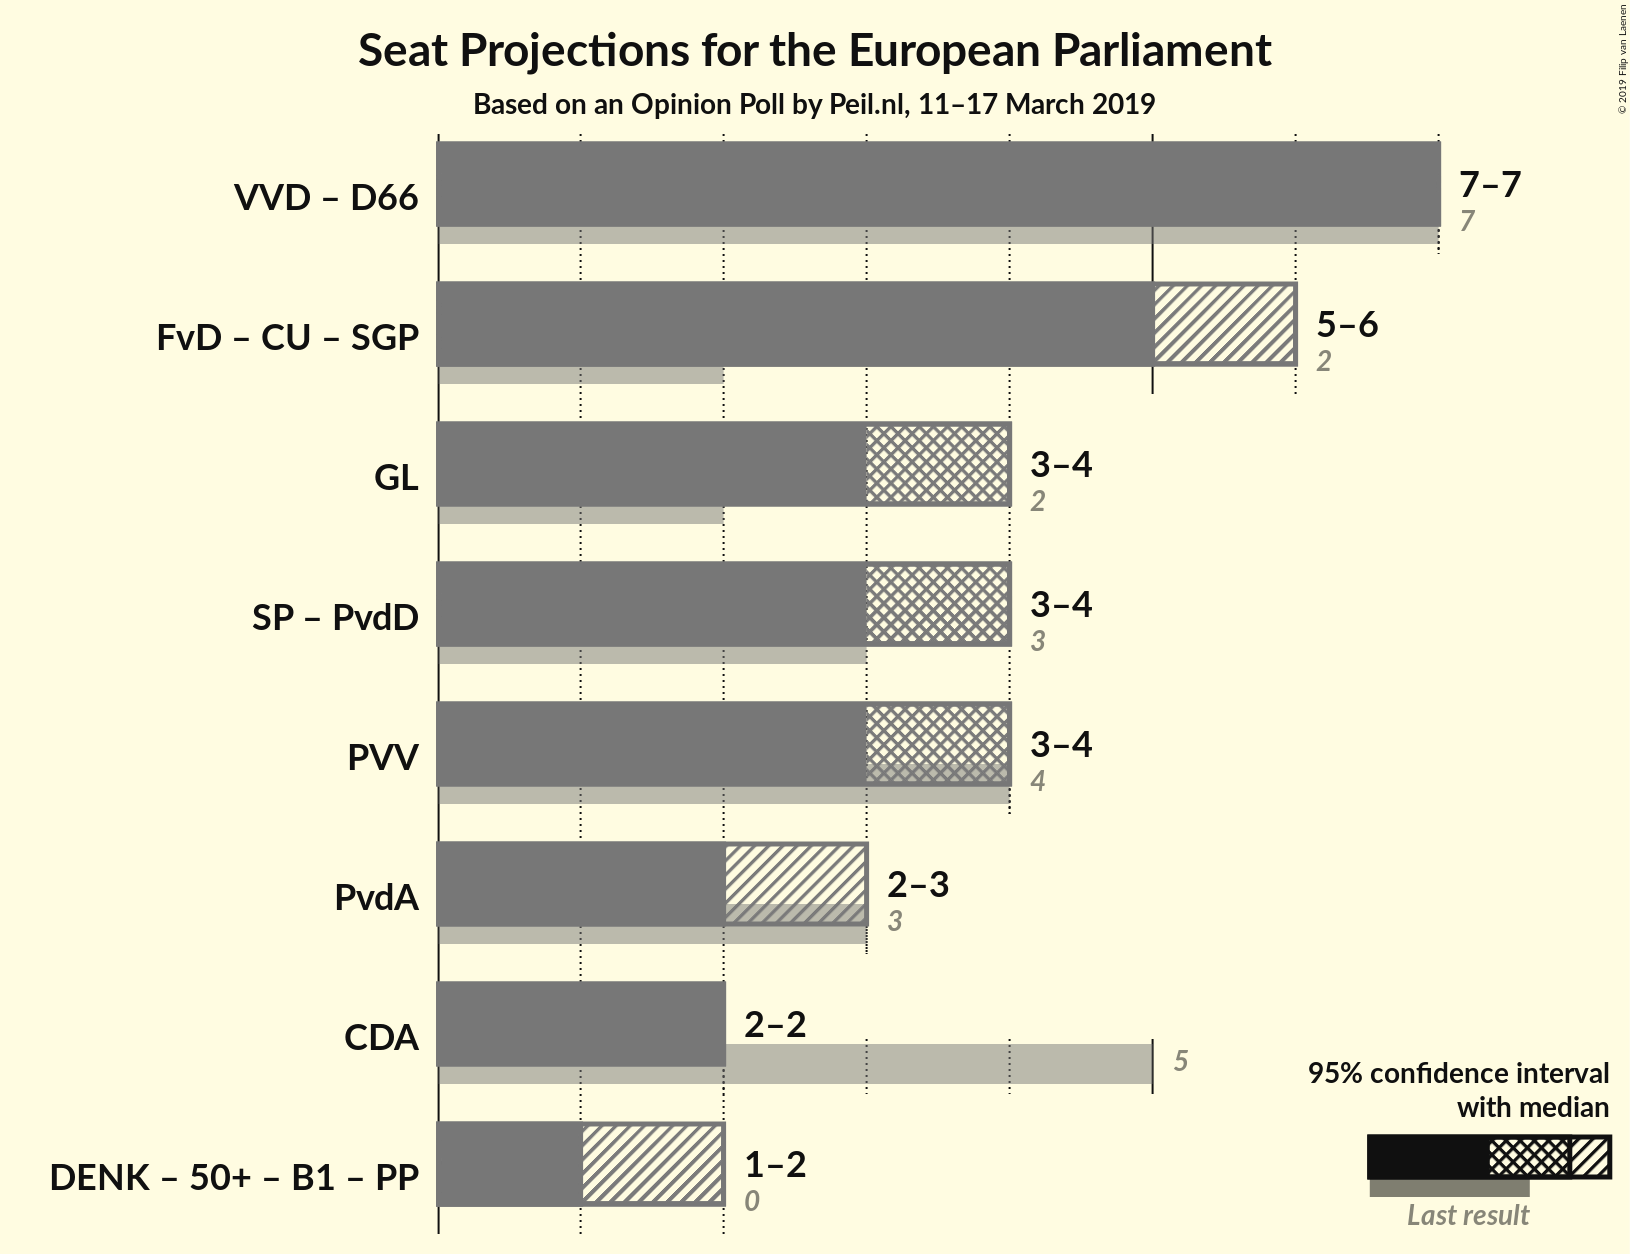 Seat Projections for the European Parliament
Based on an Opinion Poll by Peil.nl, 11–17 March 2019
© 2019 Filip van Laenen
VVD – D66
7–7
7
FvD – CU – SGP
5–6
2
GL
3–4
2
SP – PvdD
3–4
3
PVV
3–4
4
PvdA
2–3
3
CDA
2–2
5
DENK – 50+ – B1 – PP
1–2
0
95% confidence interval
with median
Last result